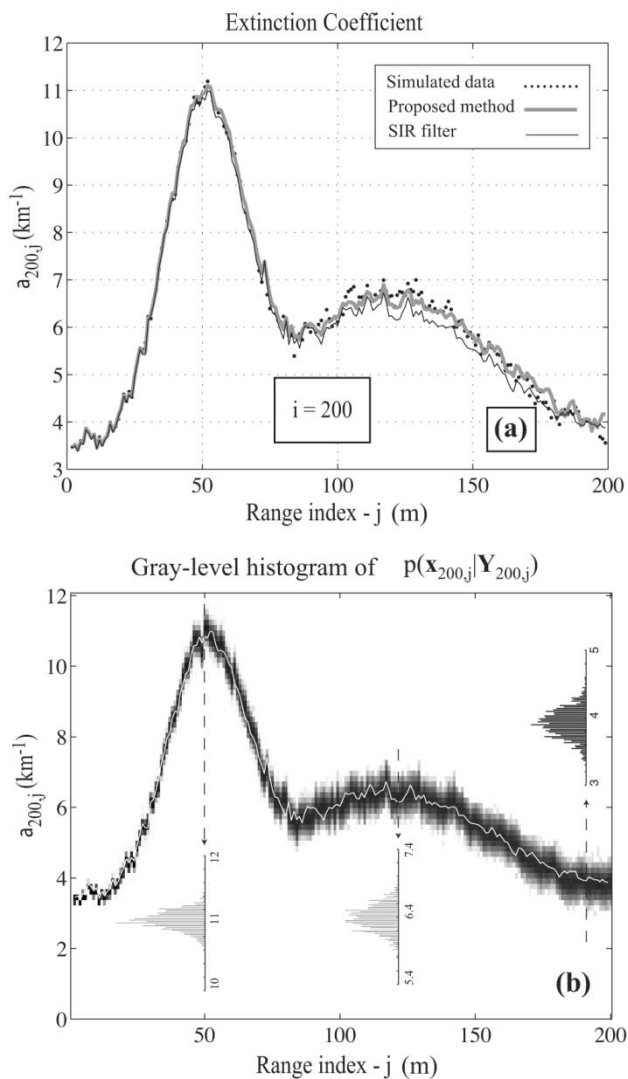 Extinction Coefficient
12
11
10
9
8
7
6
5
4
3
a200,j (km-1)
Simulated data
Proposed method
SIR filter
i = 200
(a)
0 50 100 150 200
Range index - j (m)
Gray-level histogram of p(x200,j|Y200,j)
12
10
8
6
4
2
0
a200,j (km-1)
12
11
10
7.4
6.4
5.4
5
4
3
(b)
0 50 100 150 200
Range index - j (m)